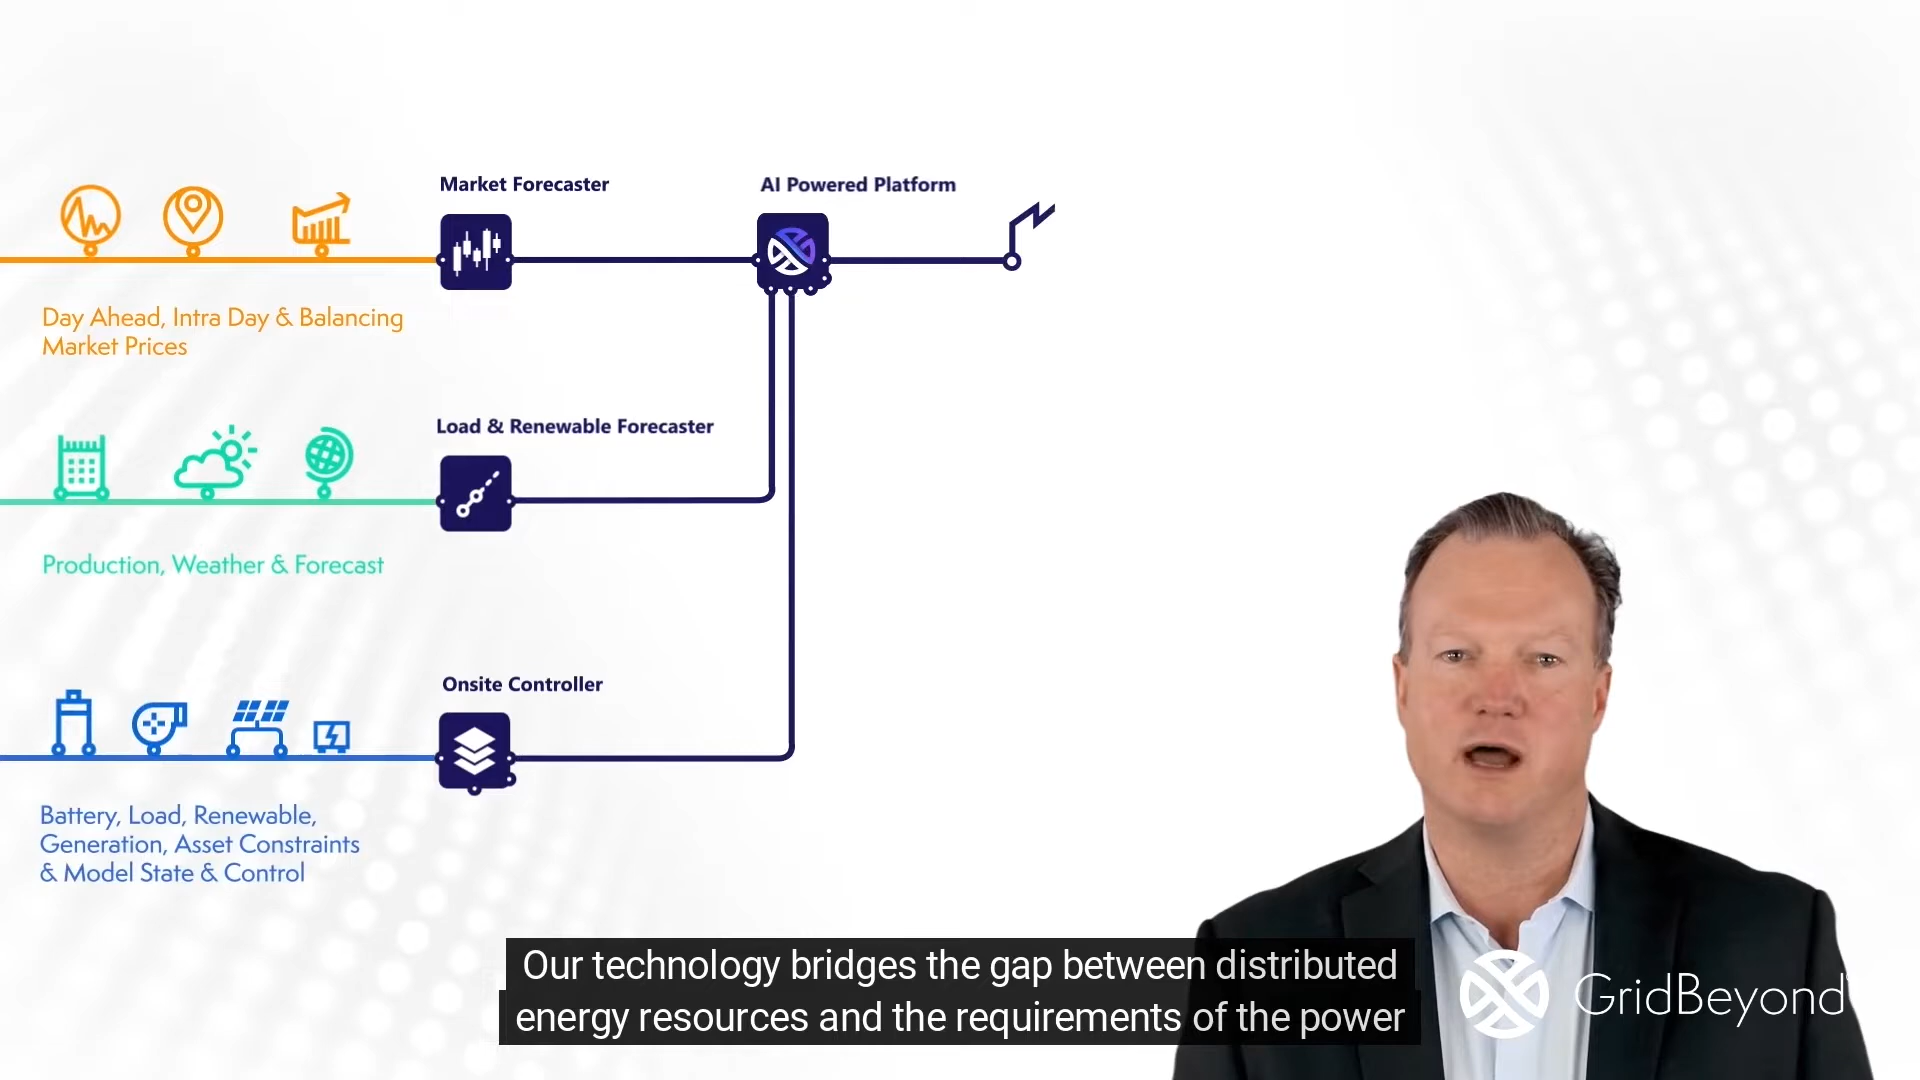 Market Forecaster
AI Powered Platform
Day Ahead, Intra Day & Balancing
Market Prices
Load & Renewable Forecaster
Production, Weather & Forecast
Onsite Controller
Battery, Load, Renewable,
Generation, Asset Constraints
& Model State & Control
Our technology bridges the gap between distributed
energy resources and the requirements of the power
GridBeyond